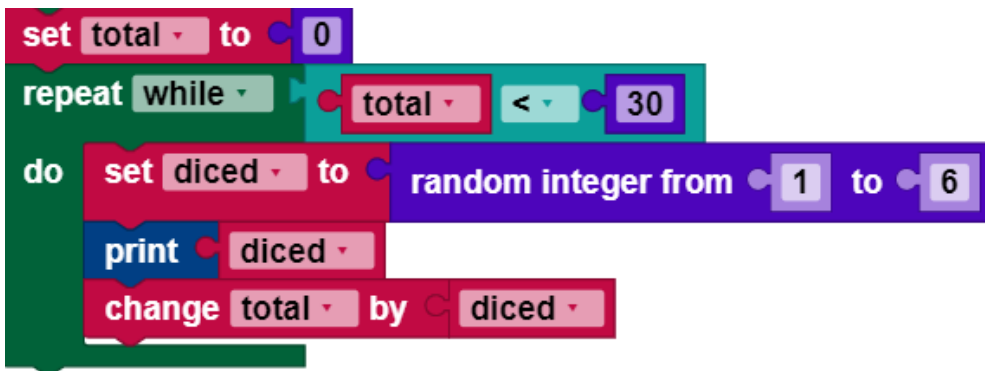 set total to 0
repeat while total < 30
do set diced to random integer from 1 to 6
print diced
change total by diced